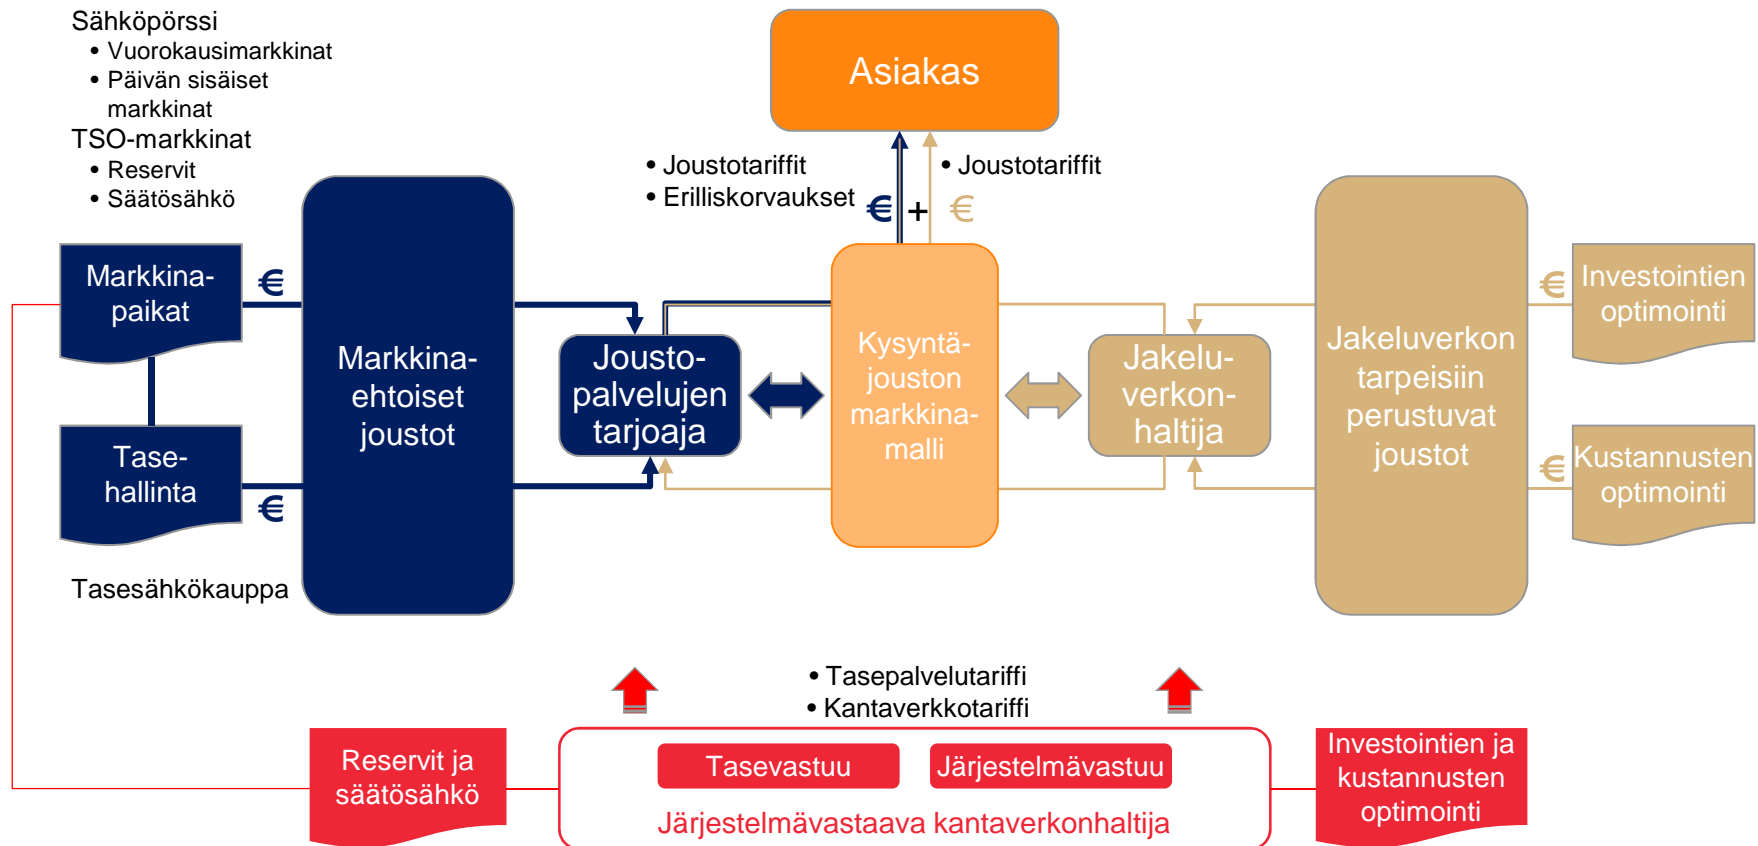 Sähköpörssi
• Vuorokausimarkkinat
• Päivän sisäiset
markkinat
TSO-markkinat
• Reservit
• Säätösähkö
Asiakas
• Joustotariffit
• Erilliskorvaukset
• Joustotariffit
€ + €
Markkina-
paikat
€
Tase-
hallinta
€
Tasesähkökauppa
Markkina-
ehtoiset
joustot
Jousto-
palvelujen
tarjoaja
Kysyntä-
jouston
markkina-
malli
Jakelu-
verkon-
haltija
Jakeluverkon
tarpeisiin
perustuvat
joustot
€
Investointien
optimointi
€
Kustannusten
optimointi
• Tasepalvelutariffi
• Kantaverkkotariffi
Reservit ja
säätösähkö
Tasevastuu
Järjestelmävastuu
Järjestelmävastaava kantaverkonhaltija
Investointien ja
kustannusten
optimointi